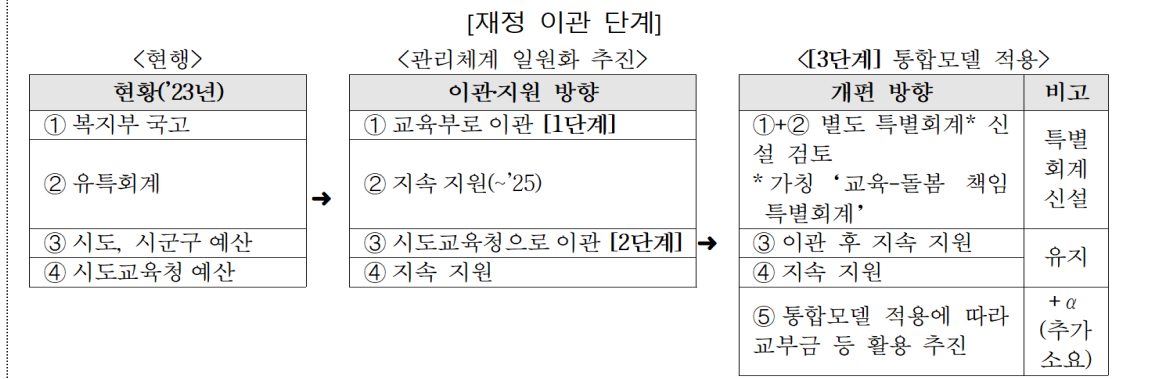 [재정 이관 단계]
<현행>
현황('23년)
① 복지부 국고
② 유특회계
③ 시도, 시군구 예산
④ 시도교육청 예산
➜
<관리체계 일원화 추진>
이관·지원 방향
① 교육부로 이관 [1단계]
② 지속 지원(~'25)
③ 시도교육청으로 이관 [2단계]
④ 지속 지원
➜
<[3단계] 통합모델 적용>
개편 방향 비고
①+② 별도 특별회계* 신
설 검토
* 가칭 ‘교육-돌봄 책임
특별회계’
특별
회계
신설
③ 이관 후 지속 지원
④ 지속 지원
유지
⑤ 통합모델 적용에 따라
교부금 등 활용 추진
+α
(추가
소요)